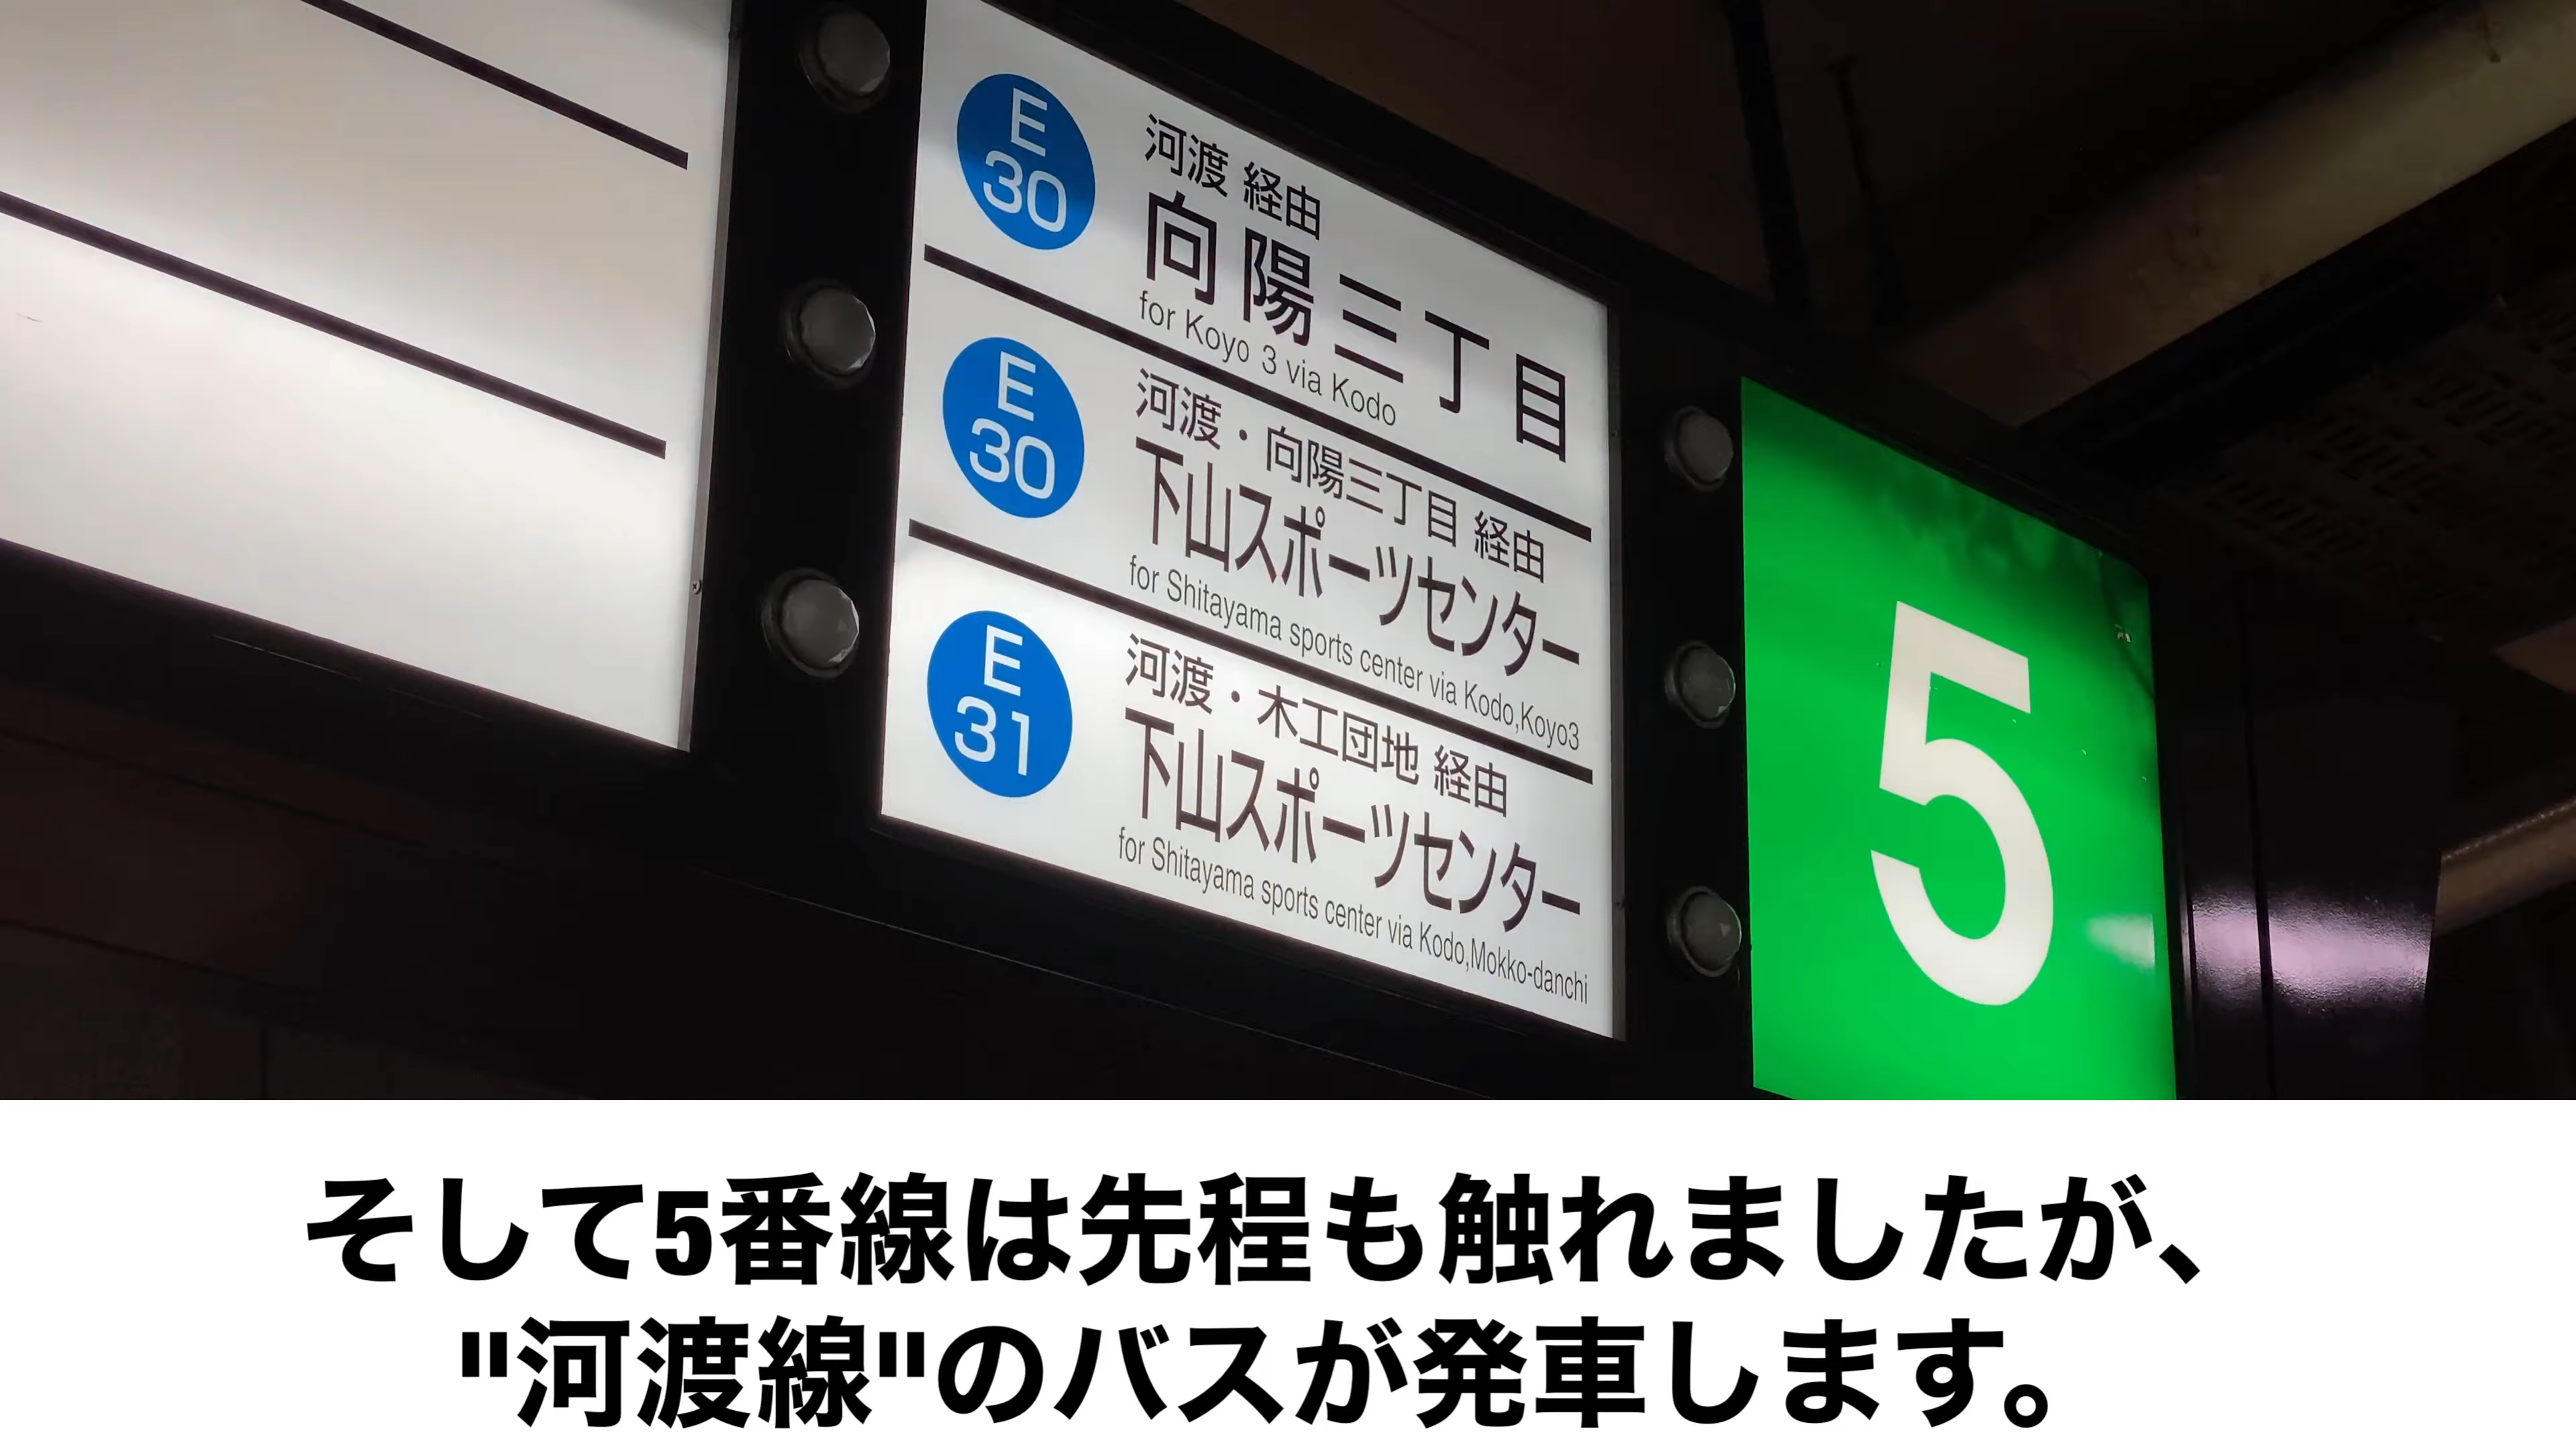 E
30
河渡 経由
向陽三丁目
for Koyo 3 via Kodo
E
30
河渡・向陽三丁目 経由
下山スポーツセンター
for Shitayama sports center via Kodo,Koyo3
E
31
河渡・木工団地 経由
下山スポーツセンター
for Shitayama sports center via Kodo,Mokko-danchi
5
そして5番線は先程も触れましたが、
"河渡線"のバスが発車します。